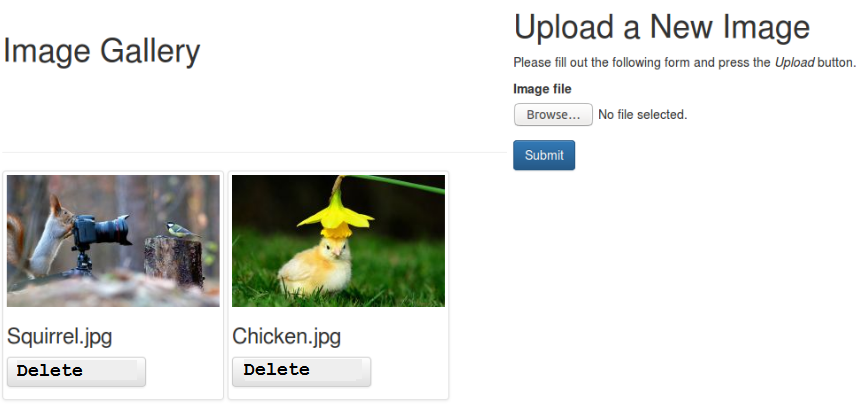 Image Gallery
Upload a New Image
Please fill out the following form and press the Upload button.
Image file
Browse... No file selected.
Submit
Squirrel.jpg
Delete
Chicken.jpg
Delete